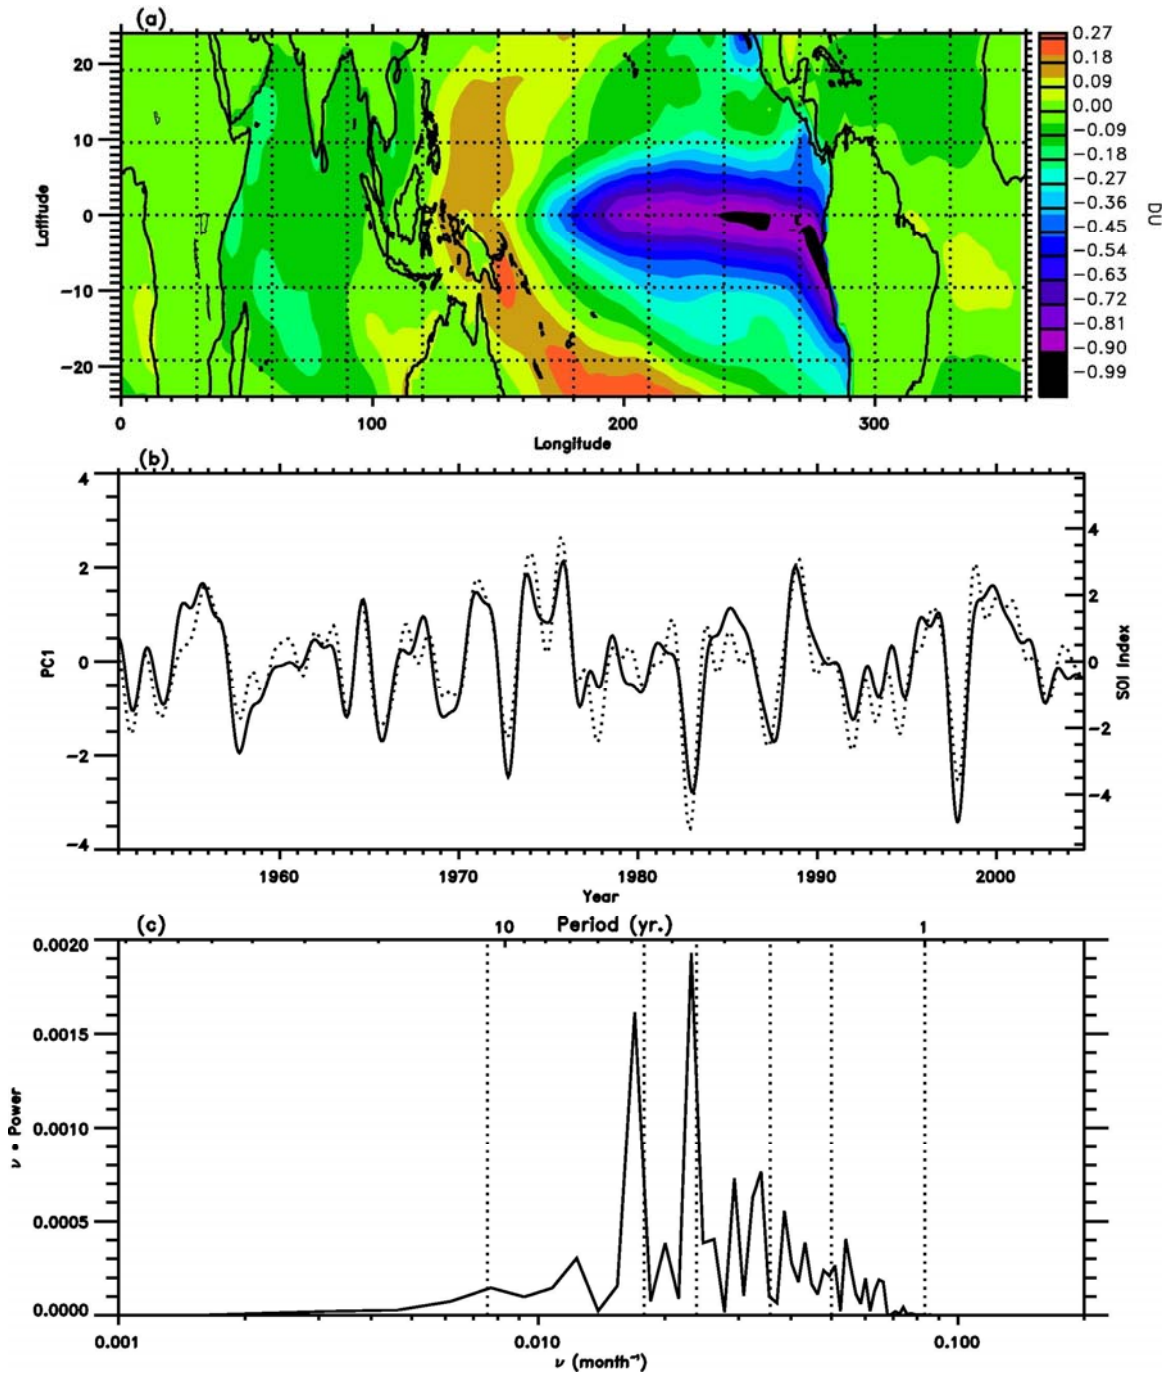 (a)
20
10
0
−10
−20
Latitude
0 100 200 300
Longitude
0.27
0.18
0.09
0.00
−0.09
−0.18
−0.27
−0.36
−0.45
−0.54
−0.63
−0.72
−0.81
−0.90
−0.99
DU
(b)
4
2
0
−2
−4
PC1
4
2
0
−2
−4
SOI Index
1960 1970 1980 1990 2000
Year
(c)
10 Period (yr.) 1
0.0020
0.0015
0.0010
0.0005
0.0000
ν * Power
0.001 0.010 0.100
ν (month⁻¹)